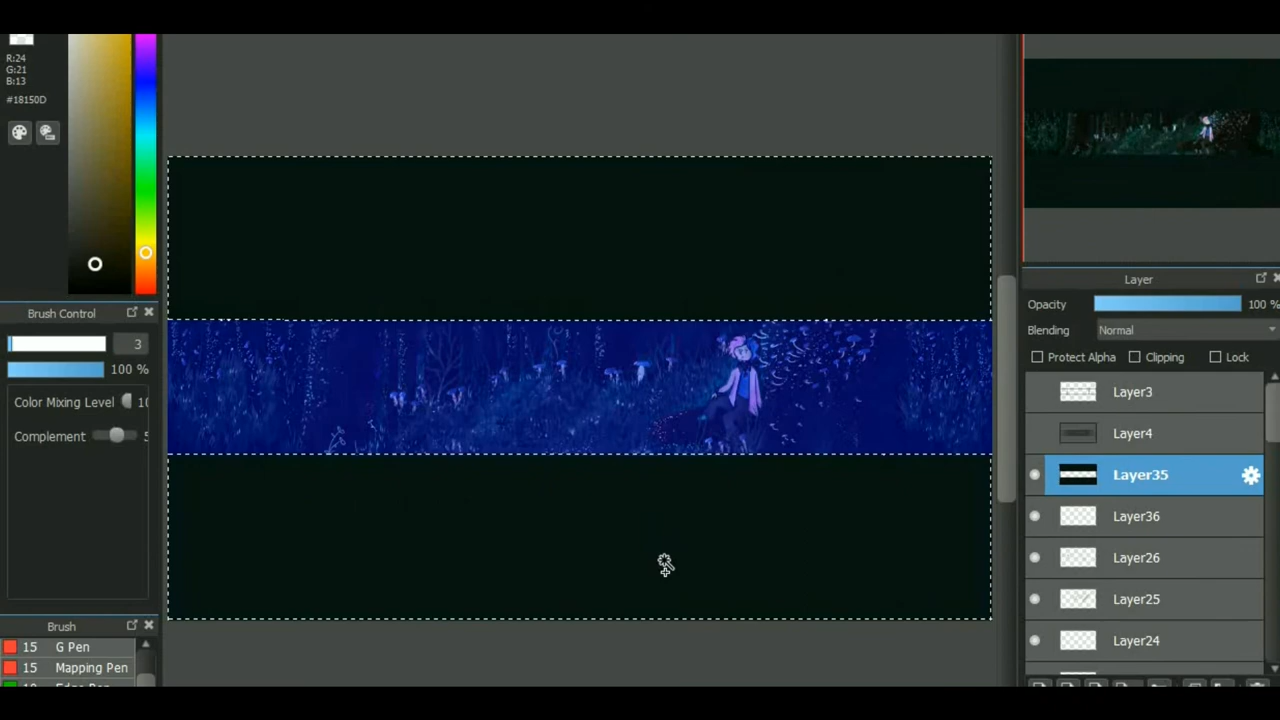 R:24
G:21
B:13
#18150D
Brush Control
3
100 %
Color Mixing Level
Complement
Brush
15 G Pen
15 Mapping Pen
Layer
Opacity 100 %
Blending Normal
Protect Alpha Clipping Lock
Layer3
Layer4
Layer35
Layer36
Layer26
Layer25
Layer24